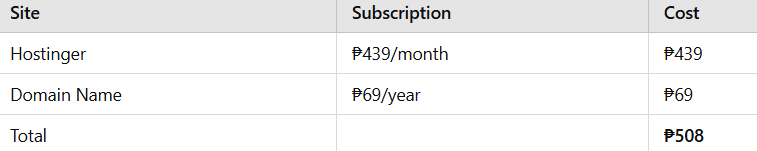 Site Subscription Cost
Hostinger ₱439/month ₱439
Domain Name ₱69/year ₱69
Total ₱508